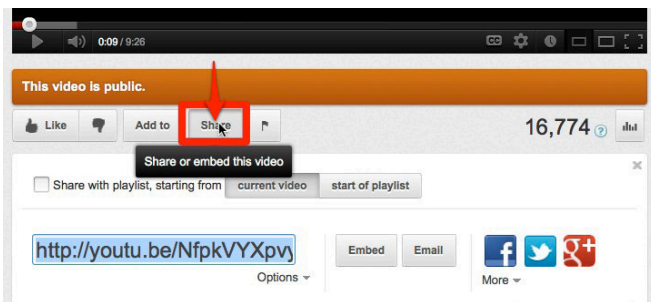 0:09 / 9:26
CC
This video is public.
Like
Add to
Share
16,774 ?
Share or embed this video
Share with playlist, starting from current video start of playlist
http://youtu.be/NfpkVYXpvy
Embed
Email
f
g+
Options
More